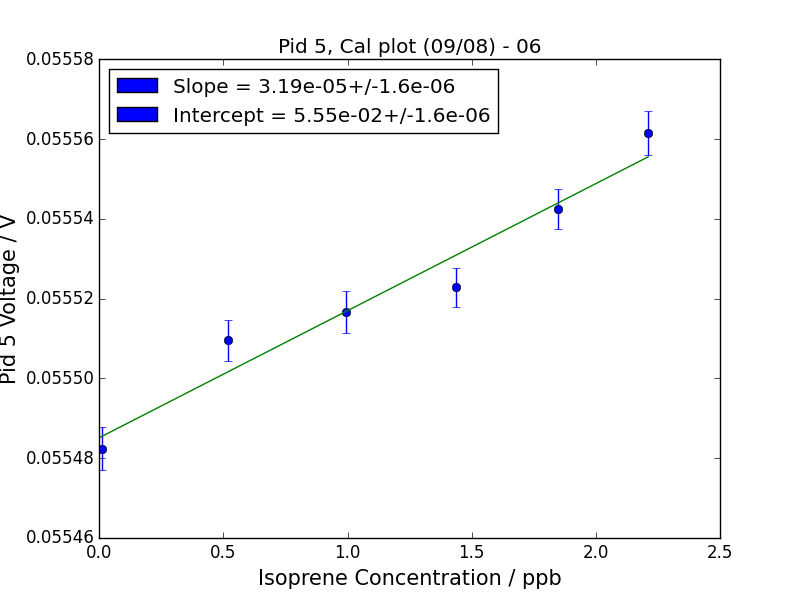 Pid 5, Cal plot (09/08) - 06
Slope = 3.19e-05+/-1.6e-06
Intercept = 5.55e-02+/-1.6e-06
Pid 5 Voltage / V
0.05558
0.05556
0.05554
0.05552
0.05550
0.05548
0.05546
0.0 0.5 1.0 1.5 2.0 2.5
Isoprene Concentration / ppb